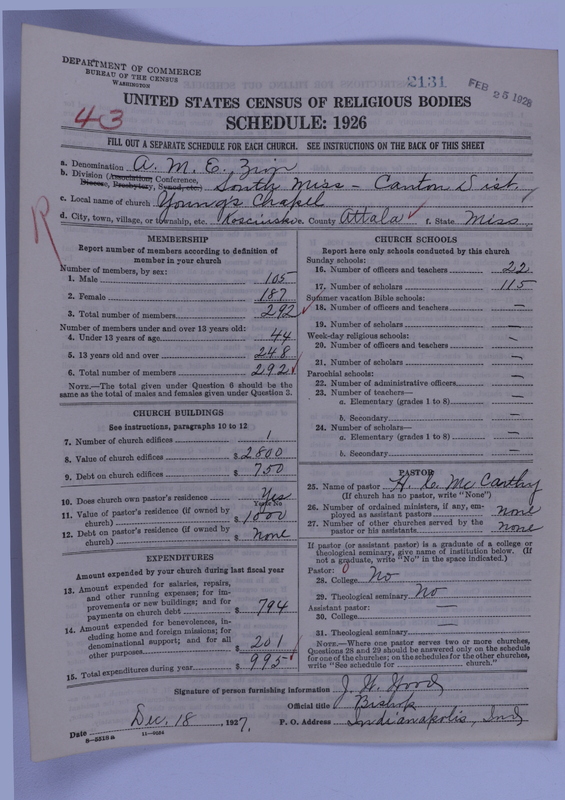 DEPARTMENT OF COMMERCE
BUREAU OF THE CENSUS
WASHINGTON
2131
FEB 25 1928
43
UNITED STATES CENSUS OF RELIGIOUS BODIES
SCHEDULE: 1926
FILL OUT A SEPARATE SCHEDULE FOR EACH CHURCH. SEE INSTRUCTIONS ON THE BACK OF THIS SHEET
a. Denomination A. M. E. Zion
b. Division (Association, Conference, Diocese, Presbytery, Synod, etc.) South Miss - Canton Dist
c. Local name of church Young's Chapel
d. City, town, village, or township, etc. Kosciusko e. County Attala f. State Miss
R
MEMBERSHIP
Report number of members according to definition of member in your church
Number of members, by sex:
1. Male 105
2. Female 187
3. Total number of members 292
Number of members under and over 13 years old:
4. Under 13 years of age 44
5. 13 years old and over 248
6. Total number of members 292
NOTE.—The total given under Question 6 should be the same as the total of males and females given under Question 3.
CHURCH BUILDINGS
See instructions, paragraphs 10 to 12
7. Number of church edifices 1
8. Value of church edifices $2800
9. Debt on church edifices $ 750
10. Does church own pastor's residence Yes
Yes or No
11. Value of pastor's residence (if owned by church) $ 1000
12. Debt on pastor's residence (if owned by church) $ None
EXPENDITURES
Amount expended by your church during last fiscal year
13. Amount expended for salaries, repairs, and other running expenses; for improvements or new buildings; and for payments on church debt $ 794
14. Amount expended for benevolences, including home and foreign missions; for denominational support; and for all other purposes $ 201
15. Total expenditures during year $ 995
CHURCH SCHOOLS
Report here only schools conducted by this church
Sunday schools:
16. Number of officers and teachers 22
17. Number of scholars 115
Summer vacation Bible schools:
18. Number of officers and teachers —
19. Number of scholars —
Week-day religious schools:
20. Number of officers and teachers —
21. Number of scholars —
Parochial schools:
22. Number of administrative officers —
23. Number of teachers—
a. Elementary (grades 1 to 8) —
b. Secondary —
24. Number of scholars—
a. Elementary (grades 1 to 8) —
b. Secondary —
PASTOR
25. Name of pastor H. L. McCarthy
(If church has no pastor, write "None")
26. Number of ordained ministers, if any, employed as assistant pastors none
27. Number of other churches served by the pastor or his assistants none
If pastor (or assistant pastor) is a graduate of a college or theological seminary, give name of institution below. (If not a graduate, write "No" in the space indicated.)
Pastor:
28. College No
29. Theological seminary No
Assistant pastor:
30. College —
31. Theological seminary —
NOTE.—Where one pastor serves two or more churches, Questions 28 and 29 should be answered only on the schedule for one of the churches; on the schedules for the other churches, write "See schedule for church."
Signature of person furnishing information J. W. Wood
Official title Bishop
Date Dec. 18, 1927. P. O. Address Indianapolis, Ind
8-5518a 11-9054